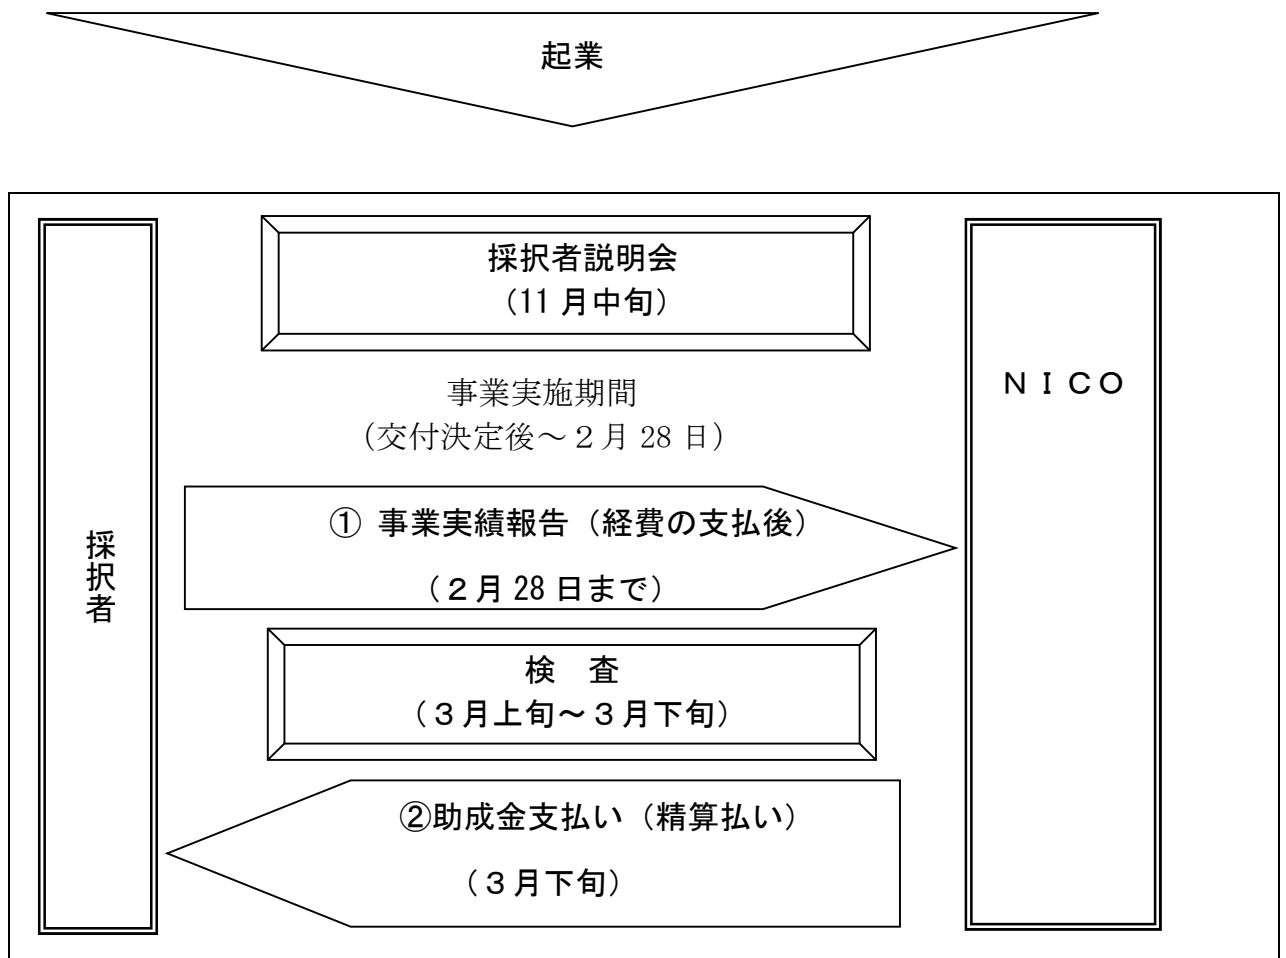 起業
採択者説明会
（11 月中旬）
ＮＩＣＯ
事業実施期間
（交付決定後～２月 28 日）
① 事業実績報告（経費の支払後）
（２月 28 日まで）
採択者
検　査
（３月上旬～３月下旬）
②助成金支払い（精算払い）
（３月下旬）